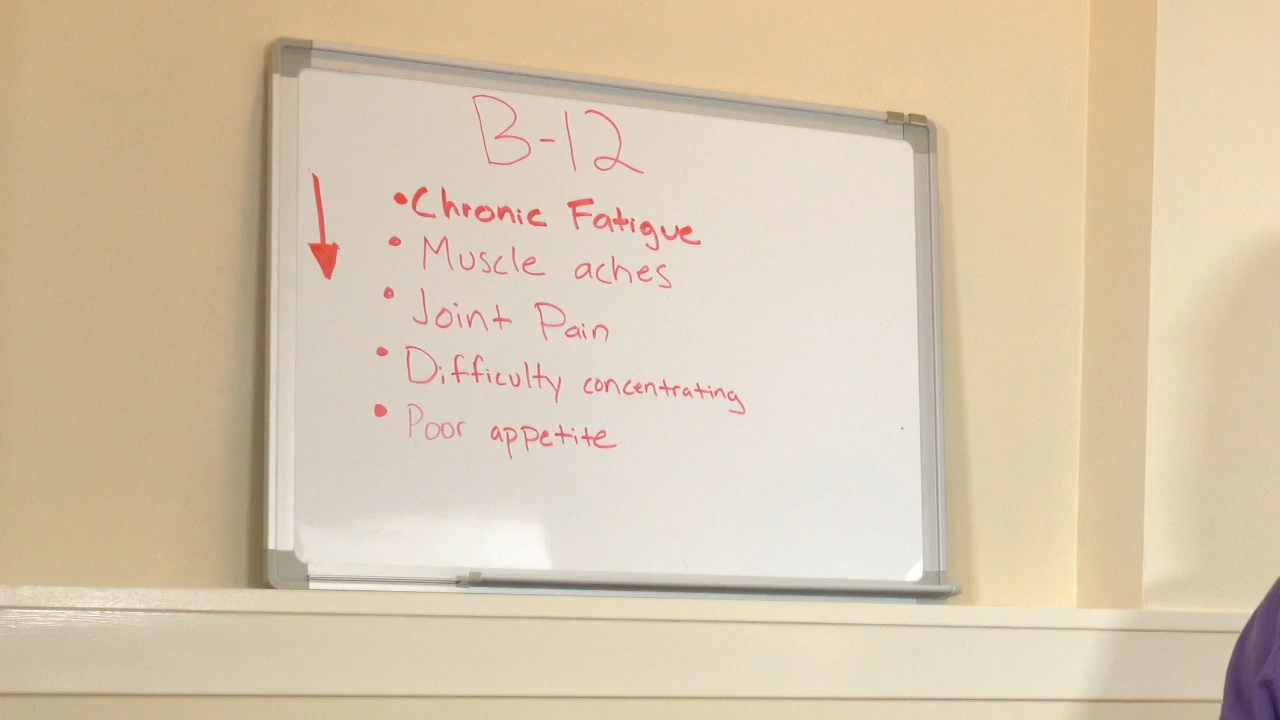 B-12
•Chronic Fatigue
• Muscle aches
• Joint Pain
• Difficulty concentrating
• Poor appetite